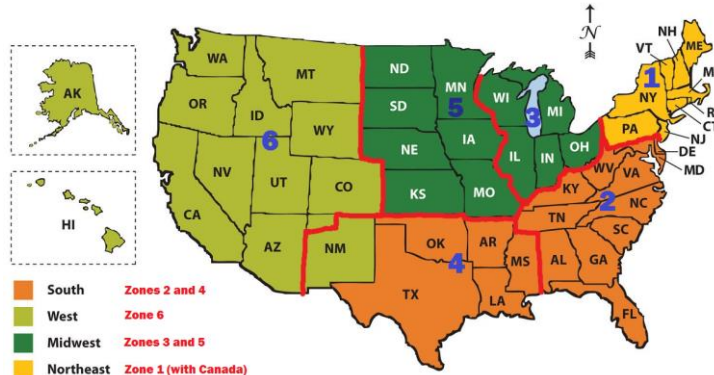 N
WA
OR
CA
NV
ID
MT
WY
UT
CO
AZ
NM
6
AK
HI
ND
SD
NE
KS
MN
IA
MO
5
WI
MI
IL
IN
OH
3
OK
TX
AR
LA
MS
4
KY
WV
VA
TN
NC
SC
AL
GA
FL
2
DE
MD
NH
VT
ME
M
1
NY
R
CT
PA
NJ
South Zones 2 and 4
West Zone 6
Midwest Zones 3 and 5
Northeast Zone 1 (with Canada)